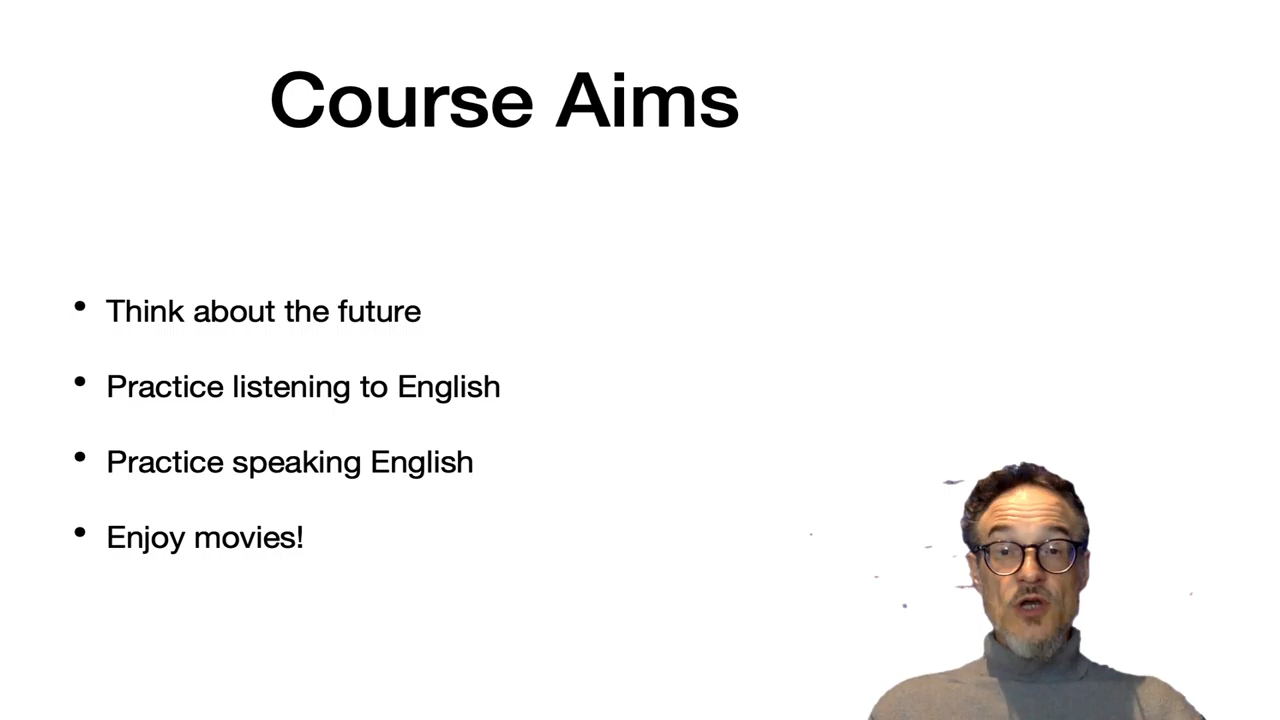 Course Aims
• Think about the future
• Practice listening to English
• Practice speaking English
• Enjoy movies!